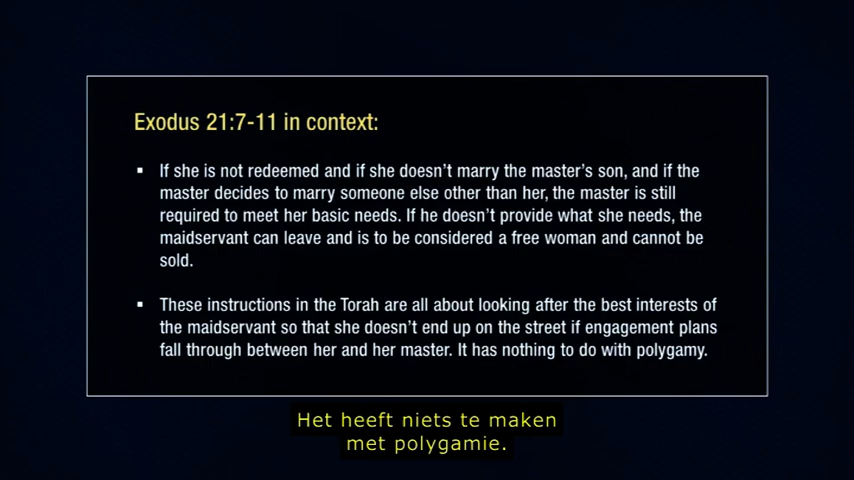 Exodus 21:7-11 in context:
▪ If she is not redeemed and if she doesn't marry the master's son, and if the
master decides to marry someone else other than her, the master is still
required to meet her basic needs. If he doesn't provide what she needs, the
maidservant can leave and is to be considered a free woman and cannot be
sold.
▪ These instructions in the Torah are all about looking after the best interests of
the maidservant so that she doesn't end up on the street if engagement plans
fall through between her and her master. It has nothing to do with polygamy.
Het heeft niets te maken
met polygamie.